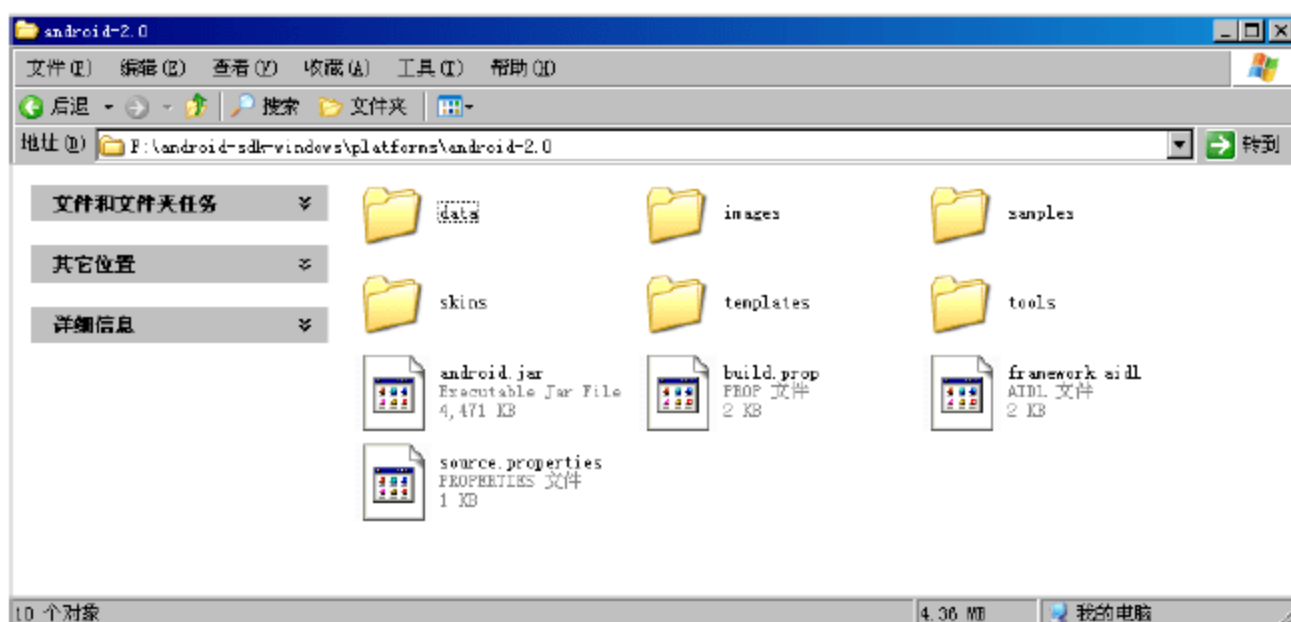 android-2.0
文件(F) 编辑(E) 查看(V) 收藏(A) 工具(T) 帮助(H)
后退 搜索 文件夹
地址(D) F:\android-sdk-windows\platforms\android-2.0 转到
文件和文件夹任务
其它位置
详细信息
data
images
samples
skins
templates
tools
android.jar
Executable Jar File
4,471 KB
build.prop
PROP 文件
2 KB
framework.aidl
AIDL 文件
2 KB
source.properties
PROPERTIES 文件
1 KB
10 个对象 4.36 MB 我的电脑